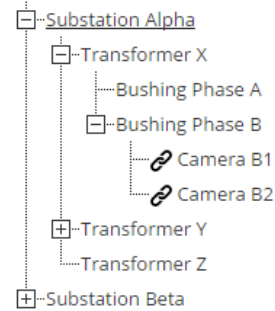 Substation Alpha
Transformer X
Bushing Phase A
Bushing Phase B
Camera B1
Camera B2
Transformer Y
Transformer Z
Substation Beta